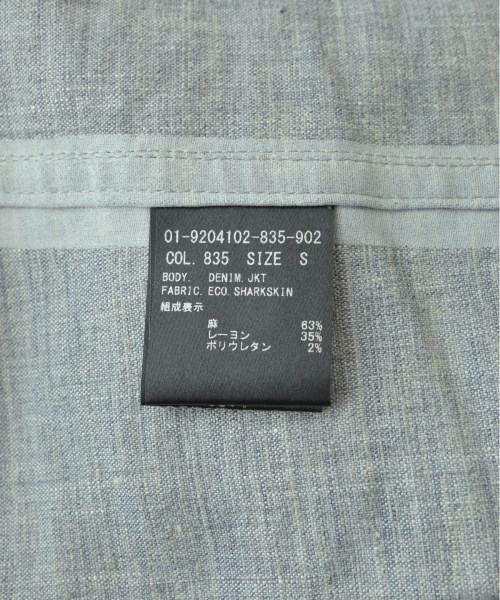 01-9204102-835-902
COL. 835 SIZE S
BODY. DENIM. JKT
FABRIC. ECO. SHARKSKIN
組成表示
麻 63%
レーヨン 35%
ポリウレタン 2%